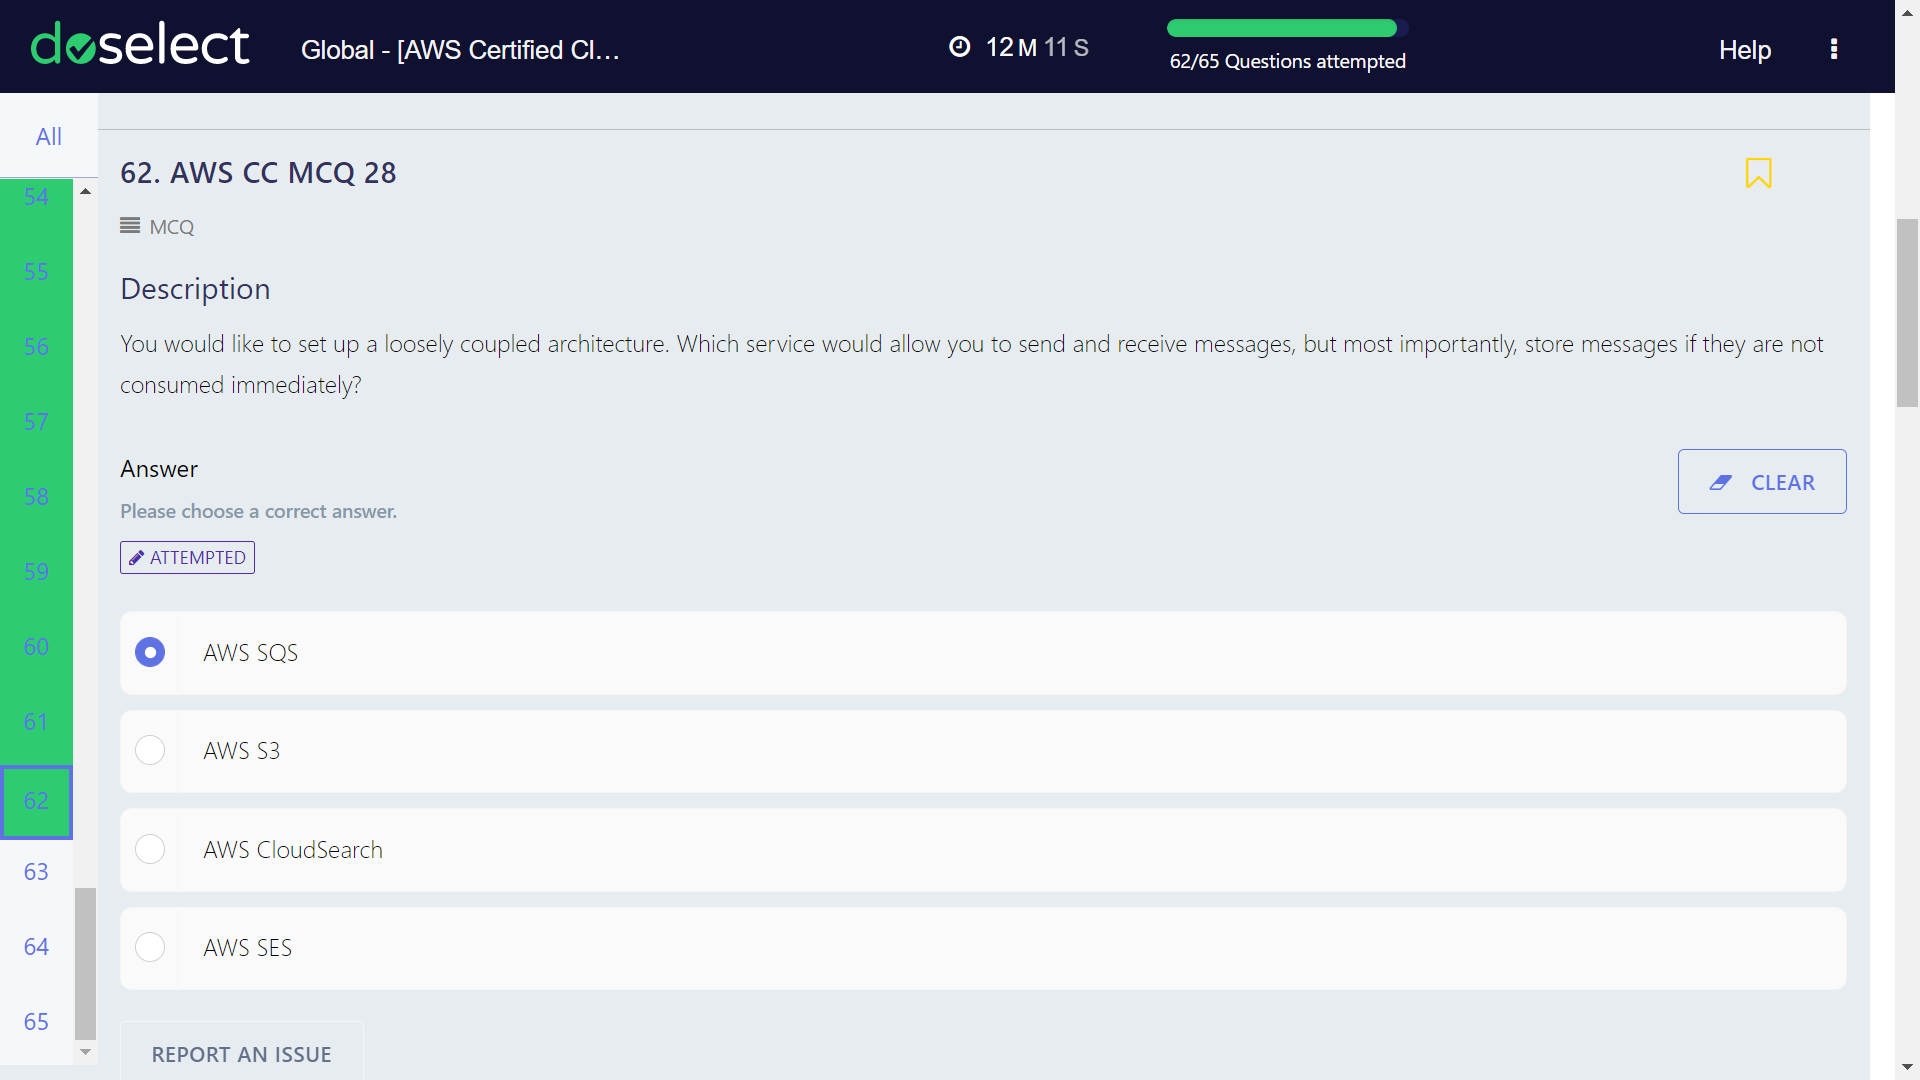 doselect
Global - [AWS Certified Cl...
12 M 11 S
62/65 Questions attempted
Help
All
54
55
56
57
58
59
60
61
62
63
64
65
62. AWS CC MCQ 28
MCQ
Description
You would like to set up a loosely coupled architecture. Which service would allow you to send and receive messages, but most importantly, store messages if they are not
consumed immediately?
Answer
CLEAR
Please choose a correct answer.
ATTEMPTED
AWS SQS
AWS S3
AWS CloudSearch
AWS SES
REPORT AN ISSUE